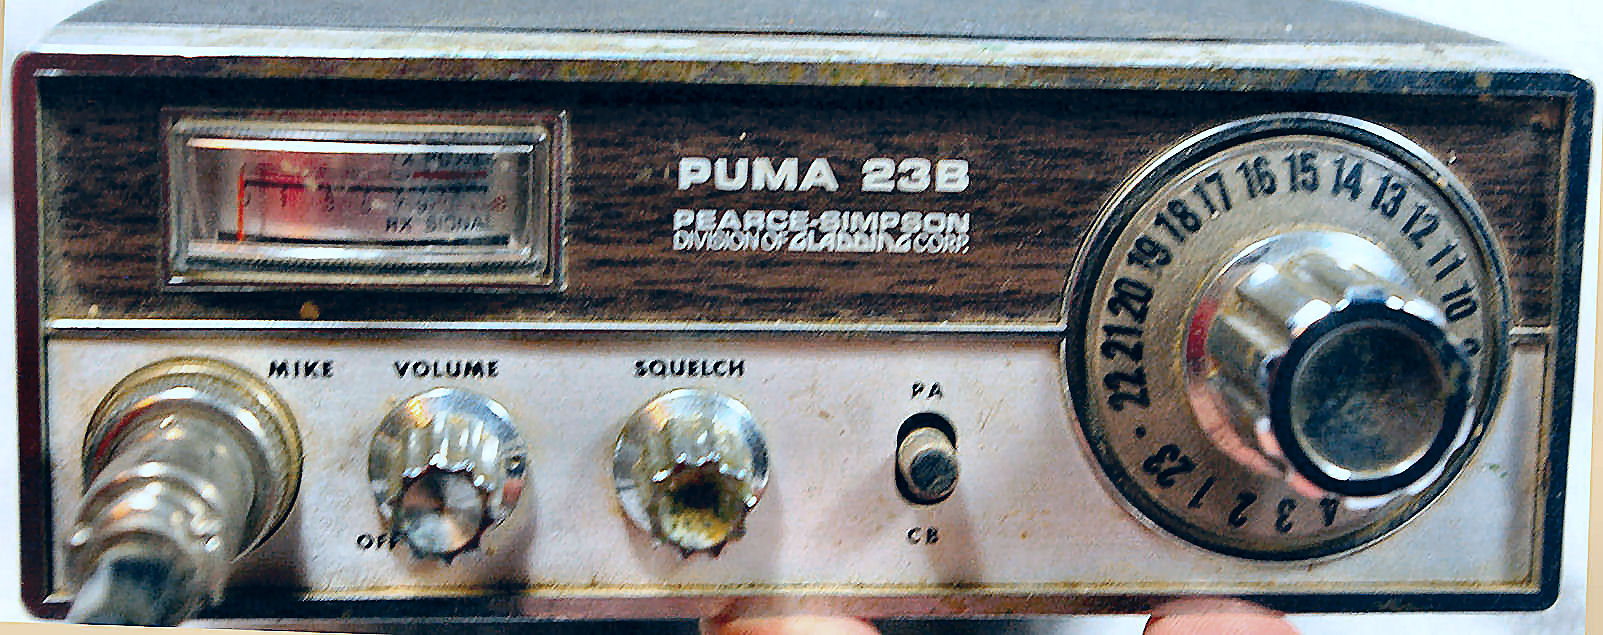 TX POWER
RX SIGNAL
PUMA 23B
PEARCE-SIMPSON
DIVISION OF GLADDING CORP.
MIKE
VOLUME
OFF
SQUELCH
PA
CB
22 21 20 19 18 17 16 15 14 13 12 11 10 9
23 1 2 3 4